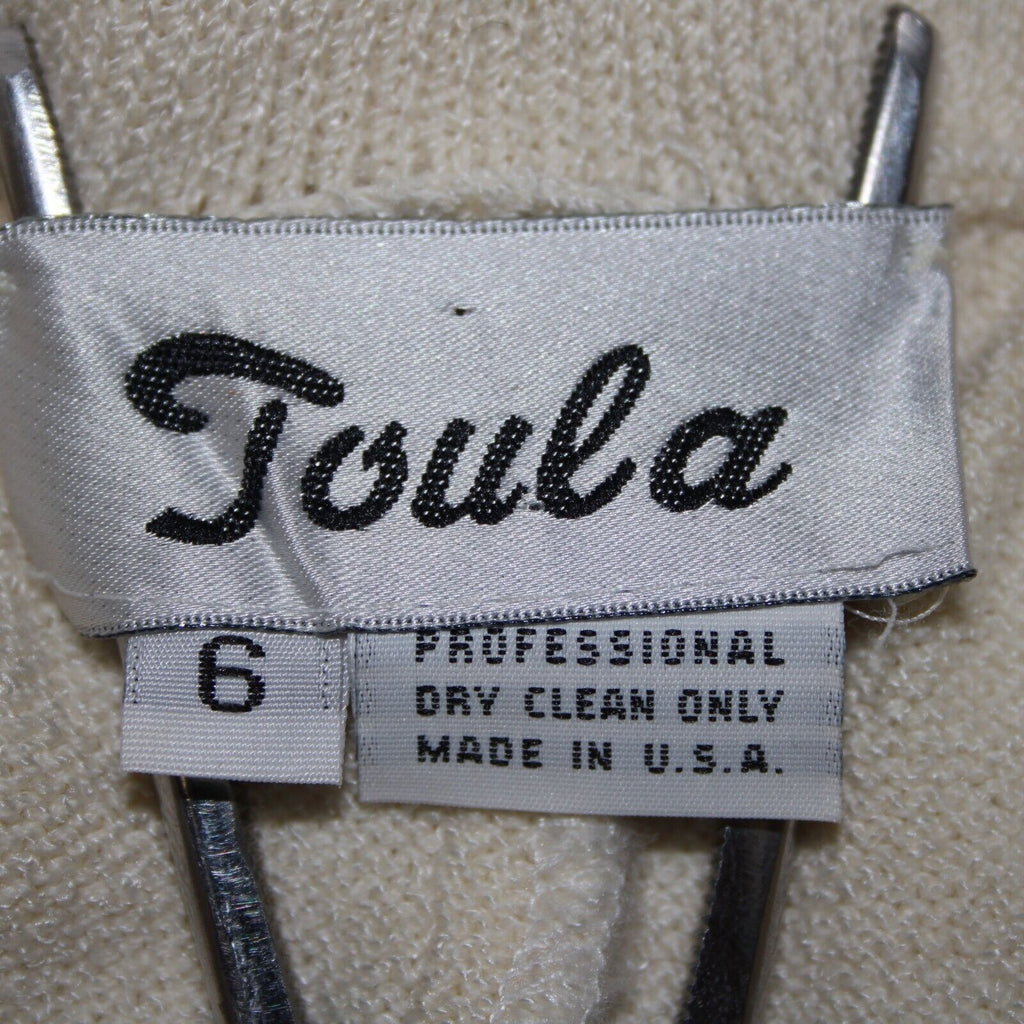 Toula
6
PROFESSIONAL
DRY CLEAN ONLY
MADE IN U.S.A.